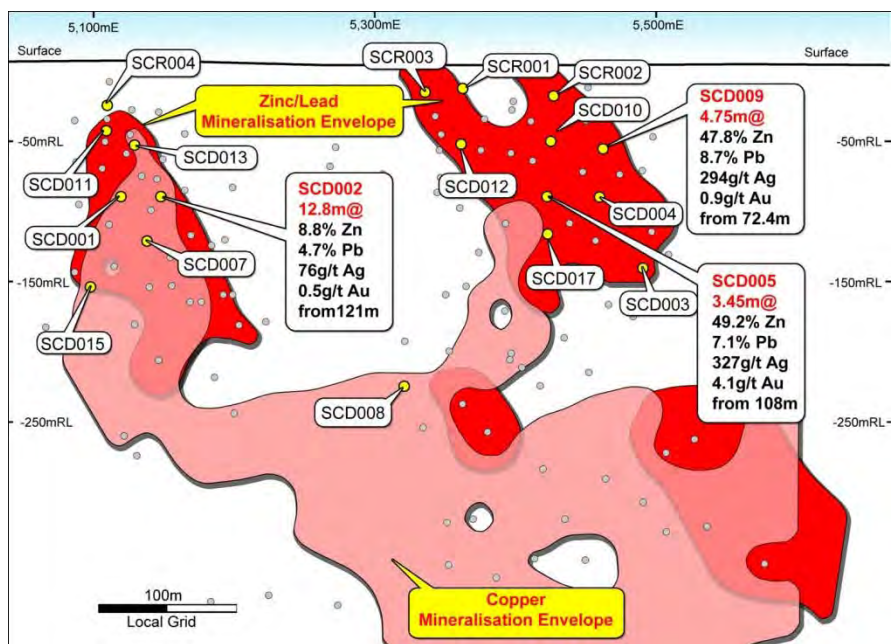 5,100mE
5,300mE
5,500mE
Surface
Surface
SCR004
SCR003
SCR001
SCR002
Zinc/Lead
Mineralisation Envelope
SCD010
SCD009
4.75m@
47.8% Zn
8.7% Pb
294g/t Ag
0.9g/t Au
from 72.4m
-50mRL
-50mRL
SCD013
SCD011
SCD012
SCD002
12.8m@
8.8% Zn
4.7% Pb
76g/t Ag
0.5g/t Au
from121m
SCD001
SCD004
SCD007
SCD017
SCD003
-150mRL
-150mRL
SCD005
3.45m@
49.2% Zn
7.1% Pb
327g/t Ag
4.1g/t Au
from 108m
SCD015
SCD008
-250mRL
-250mRL
100m
Local Grid
Copper
Mineralisation Envelope